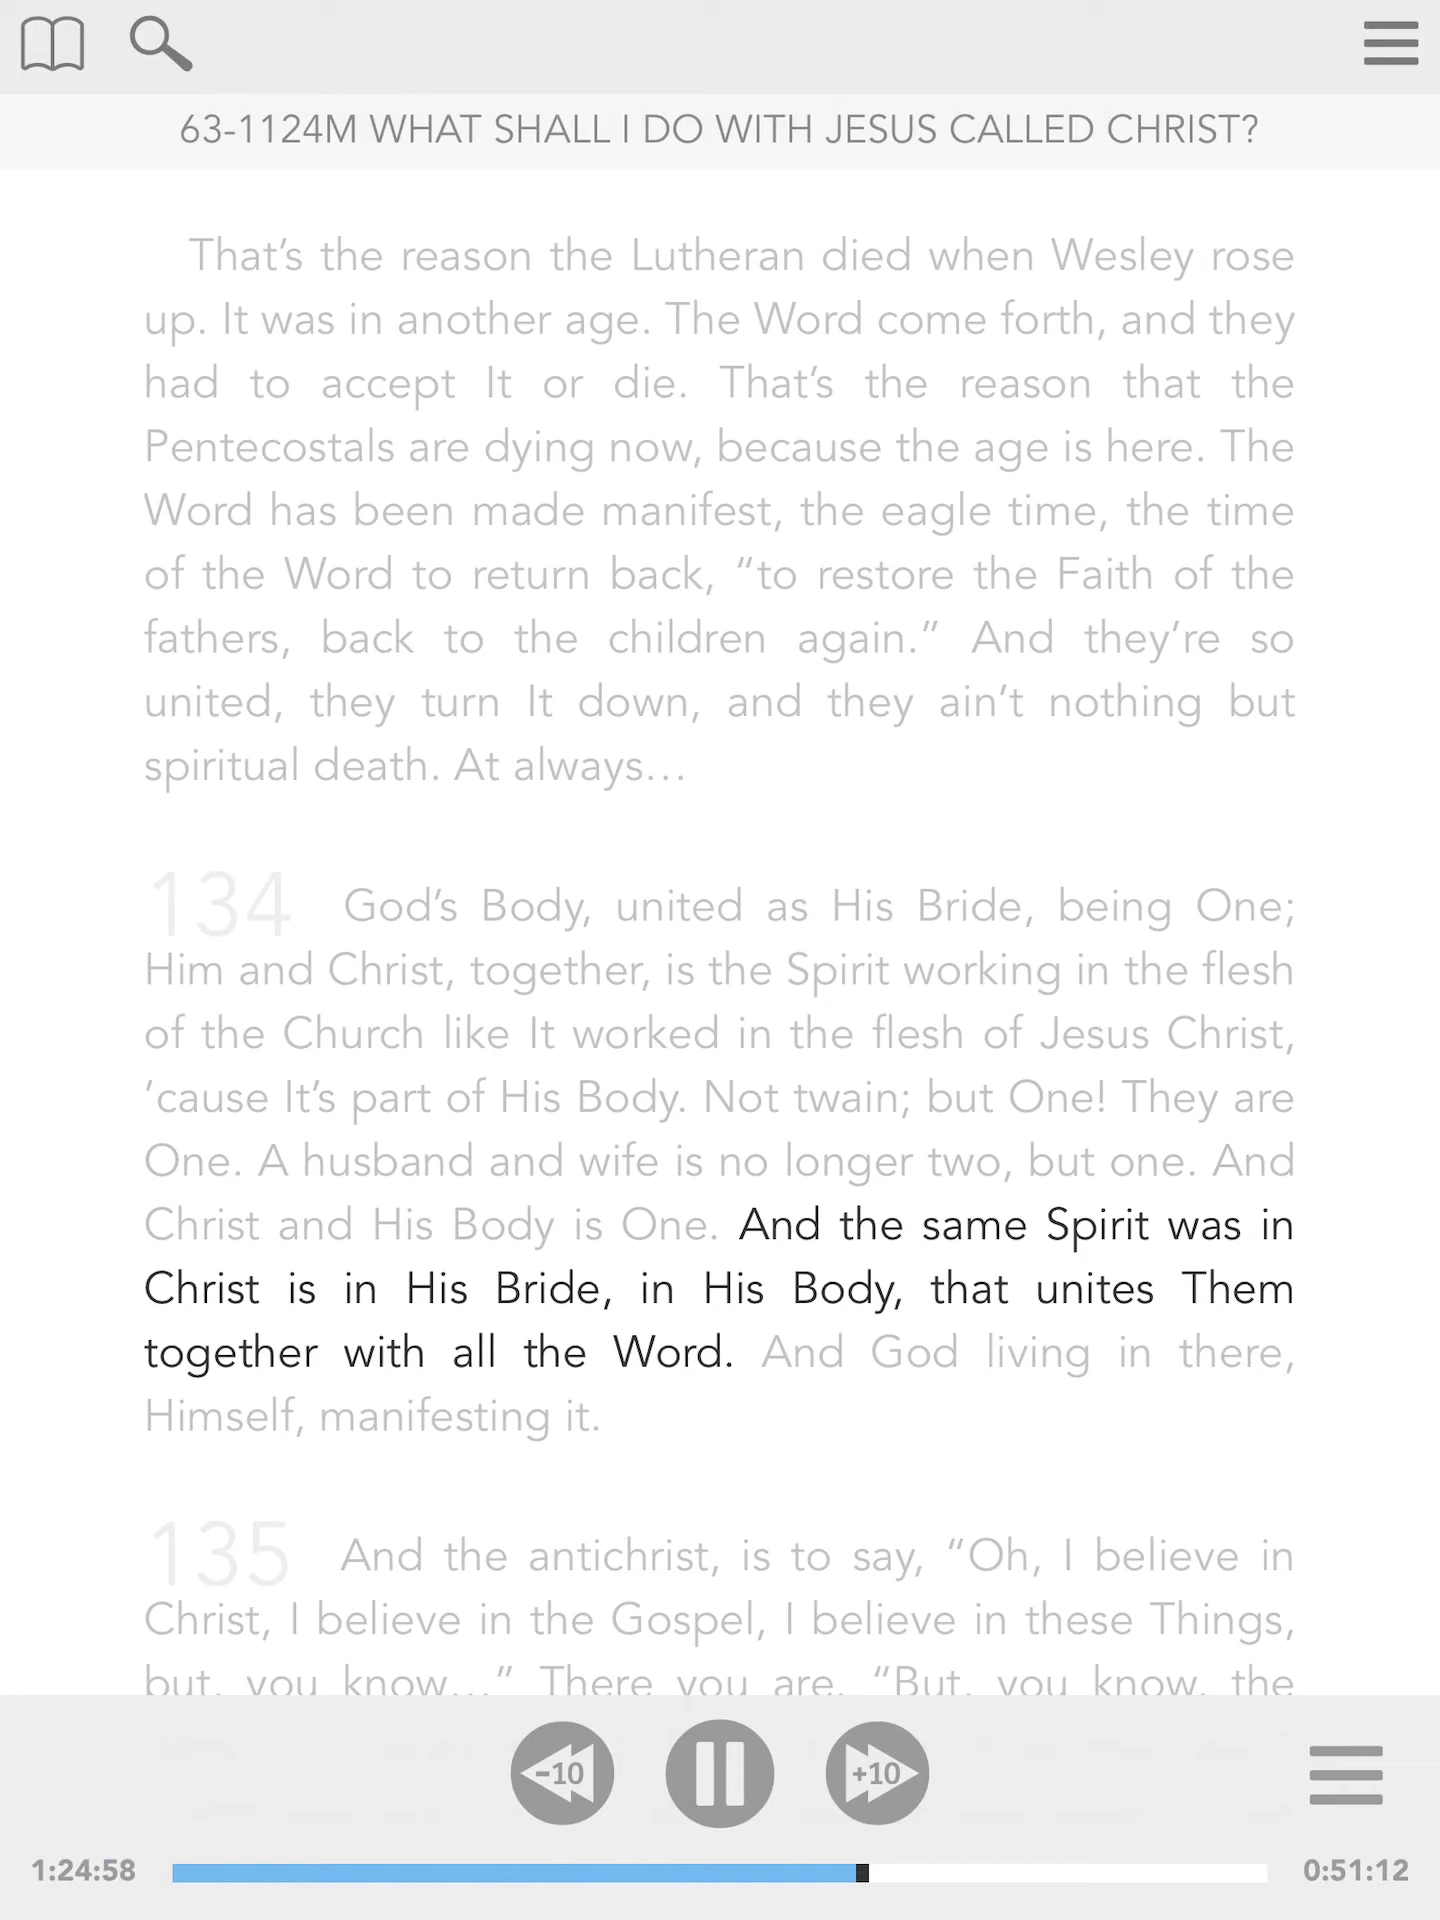 63-1124M WHAT SHALL I DO WITH JESUS CALLED CHRIST?
That’s the reason the Lutheran died when Wesley rose
up. It was in another age. The Word come forth, and they
had to accept It or die. That’s the reason that the
Pentecostals are dying now, because the age is here. The
Word has been made manifest, the eagle time, the time
of the Word to return back, “to restore the Faith of the
fathers, back to the children again.” And they’re so
united, they turn It down, and they ain’t nothing but
spiritual death. At always…
134 God’s Body, united as His Bride, being One;
Him and Christ, together, is the Spirit working in the flesh
of the Church like It worked in the flesh of Jesus Christ,
’cause It’s part of His Body. Not twain; but One! They are
One. A husband and wife is no longer two, but one. And
Christ and His Body is One. And the same Spirit was in
Christ is in His Bride, in His Body, that unites Them
together with all the Word. And God living in there,
Himself, manifesting it.
135 And the antichrist, is to say, “Oh, I believe in
Christ, I believe in the Gospel, I believe in these Things,
but, you know…” There you are. “But, you know, the
-10
+10
1:24:58
0:51:12